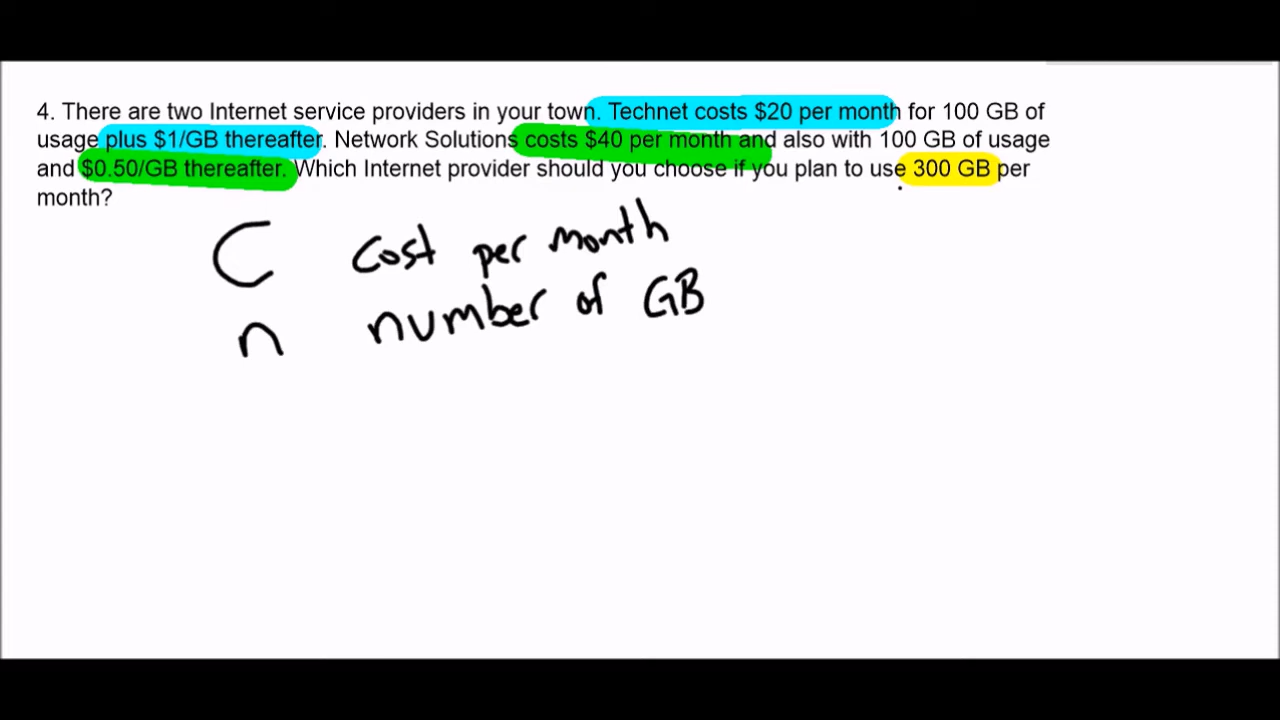 4. There are two Internet service providers in your town. Technet costs $20 per month for 100 GB of
usage plus $1/GB thereafter. Network Solutions costs $40 per month and also with 100 GB of usage
and $0.50/GB thereafter. Which Internet provider should you choose if you plan to use 300 GB per
month?
C cost per month
n number of GB